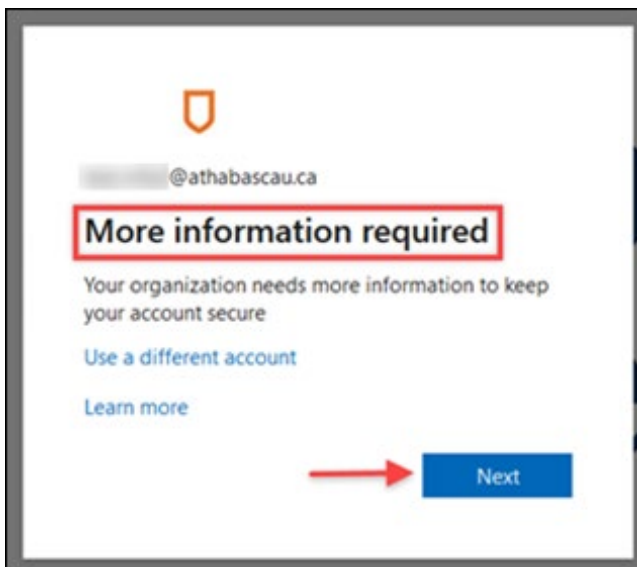 @athabascau.ca
More information required
Your organization needs more information to keep
your account secure
Use a different account
Learn more
Next